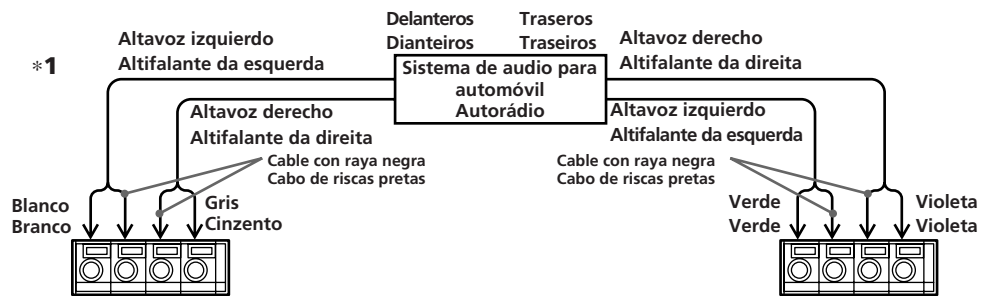 *1
Delanteros
Dianteiros
Traseros
Traseiros
Altavoz izquierdo
Altifalante da esquerda
Sistema de audio para
automóvil
Autorádio
Altavoz derecho
Altifalante da direita
Altavoz derecho
Altifalante da direita
Altavoz izquierdo
Altifalante da esquerda
Cable con raya negra
Cabo de riscas pretas
Cable con raya negra
Cabo de riscas pretas
Blanco
Branco
Gris
Cinzento
Verde
Verde
Violeta
Violeta